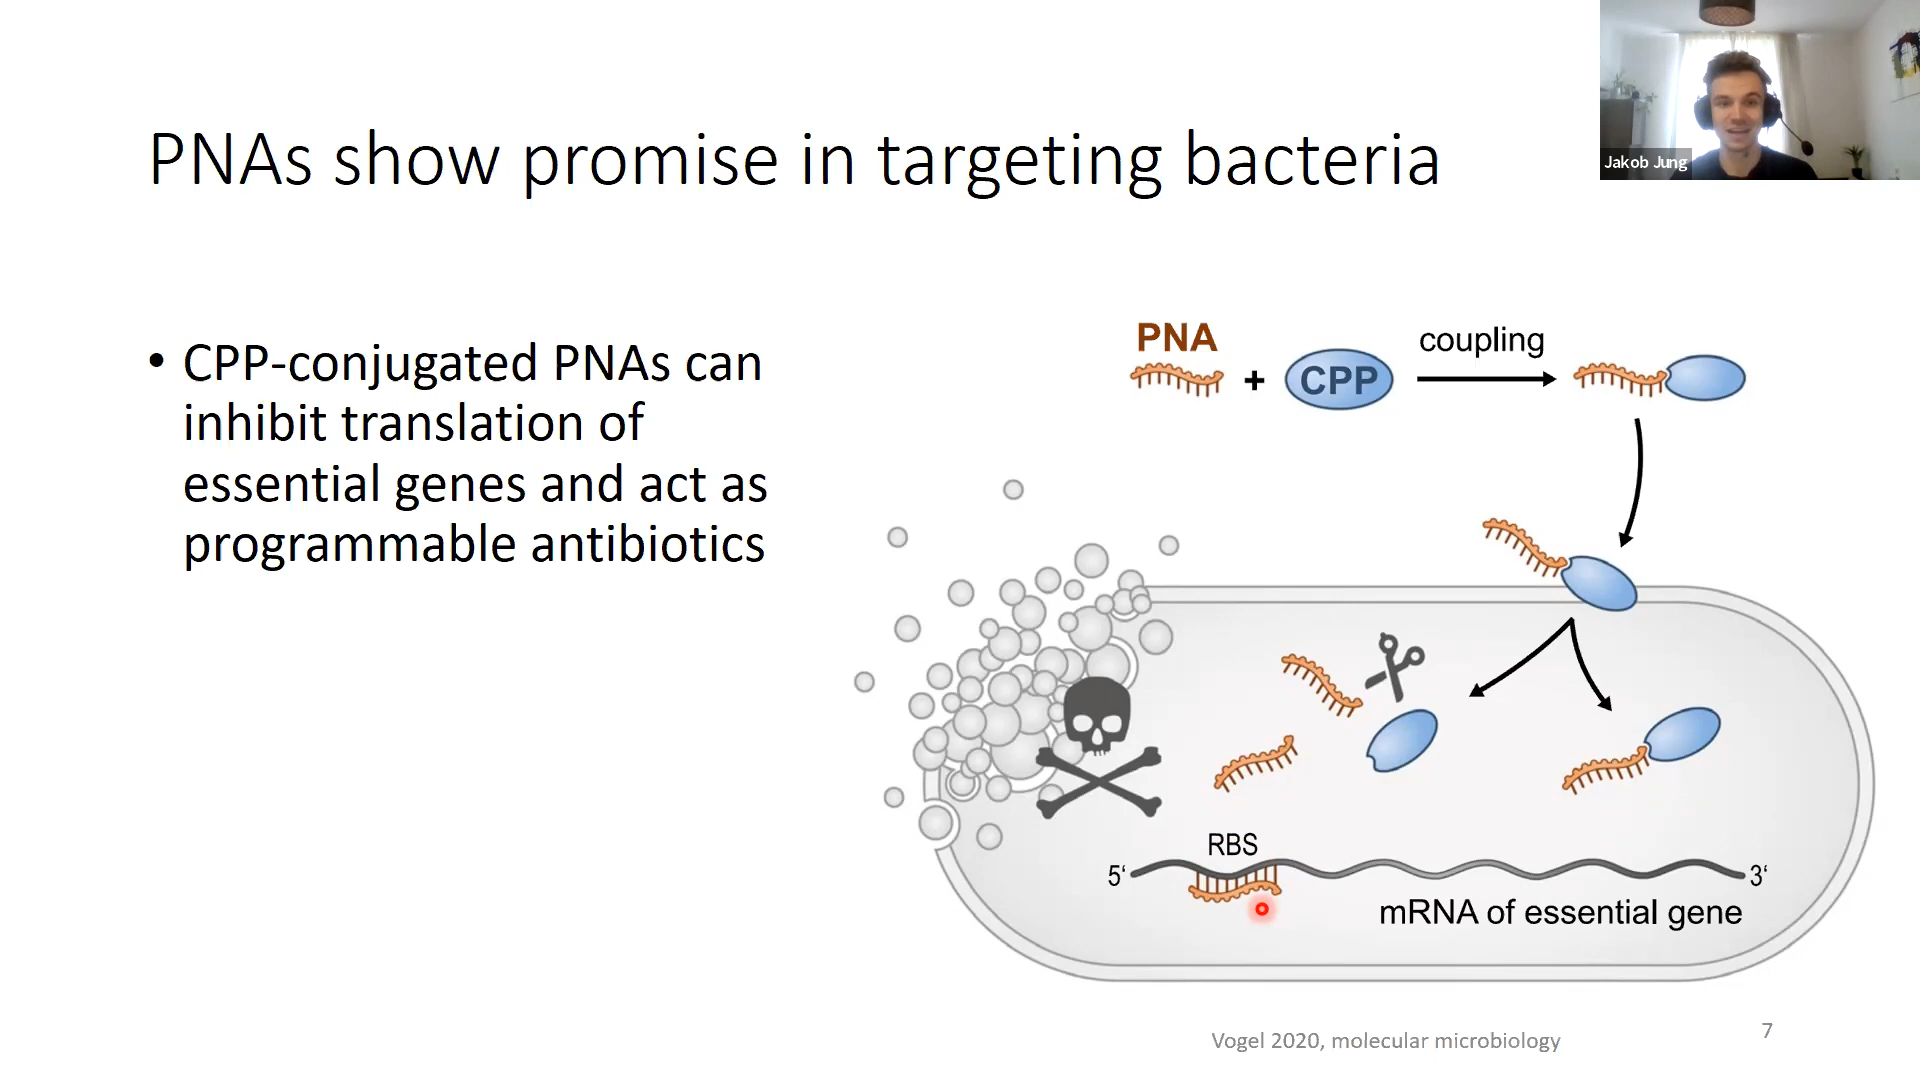 Jakob Jung
PNAs show promise in targeting bacteria
• CPP-conjugated PNAs can
inhibit translation of
essential genes and act as
programmable antibiotics
PNA
+
CPP
coupling
RBS
5‘
3‘
mRNA of essential gene
Vogel 2020, molecular microbiology
7